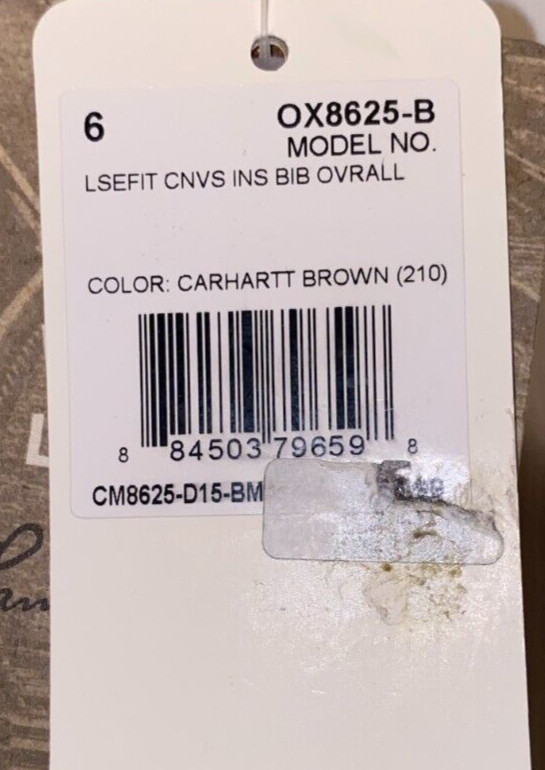 6 OX8625-B
MODEL NO.
LSEFIT CNVS INS BIB OVRALL
COLOR: CARHARTT BROWN (210)
8 84503 79659 8
CM8625-D15-BM